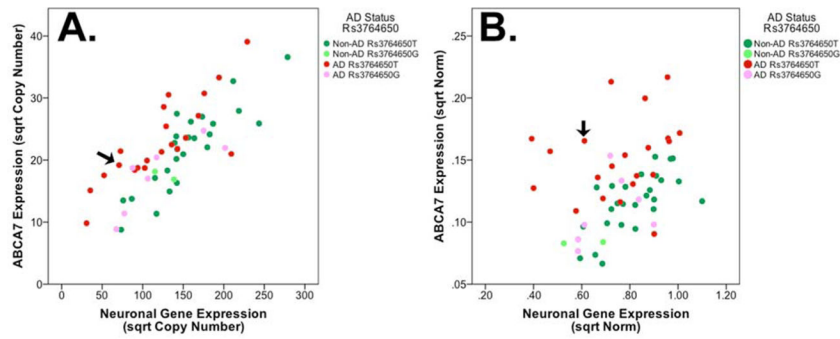 A.
AD Status
Rs3764650
Non-AD Rs3764650T
Non-AD Rs3764650G
AD Rs3764650T
AD Rs3764650G
ABCA7 Expression (sqrt Copy Number)
40
30
20
10
0
0 50 100 150 200 250 300
Neuronal Gene Expression
(sqrt Copy Number)
B.
AD Status
Rs3764650
Non-AD Rs3764650T
Non-AD Rs3764650G
AD Rs3764650T
AD Rs3764650G
ABCA7 Expression (sqrt Norm)
.25
.20
.15
.10
.05
.20 .40 .60 .80 1.00 1.20
Neuronal Gene Expression
(sqrt Norm)